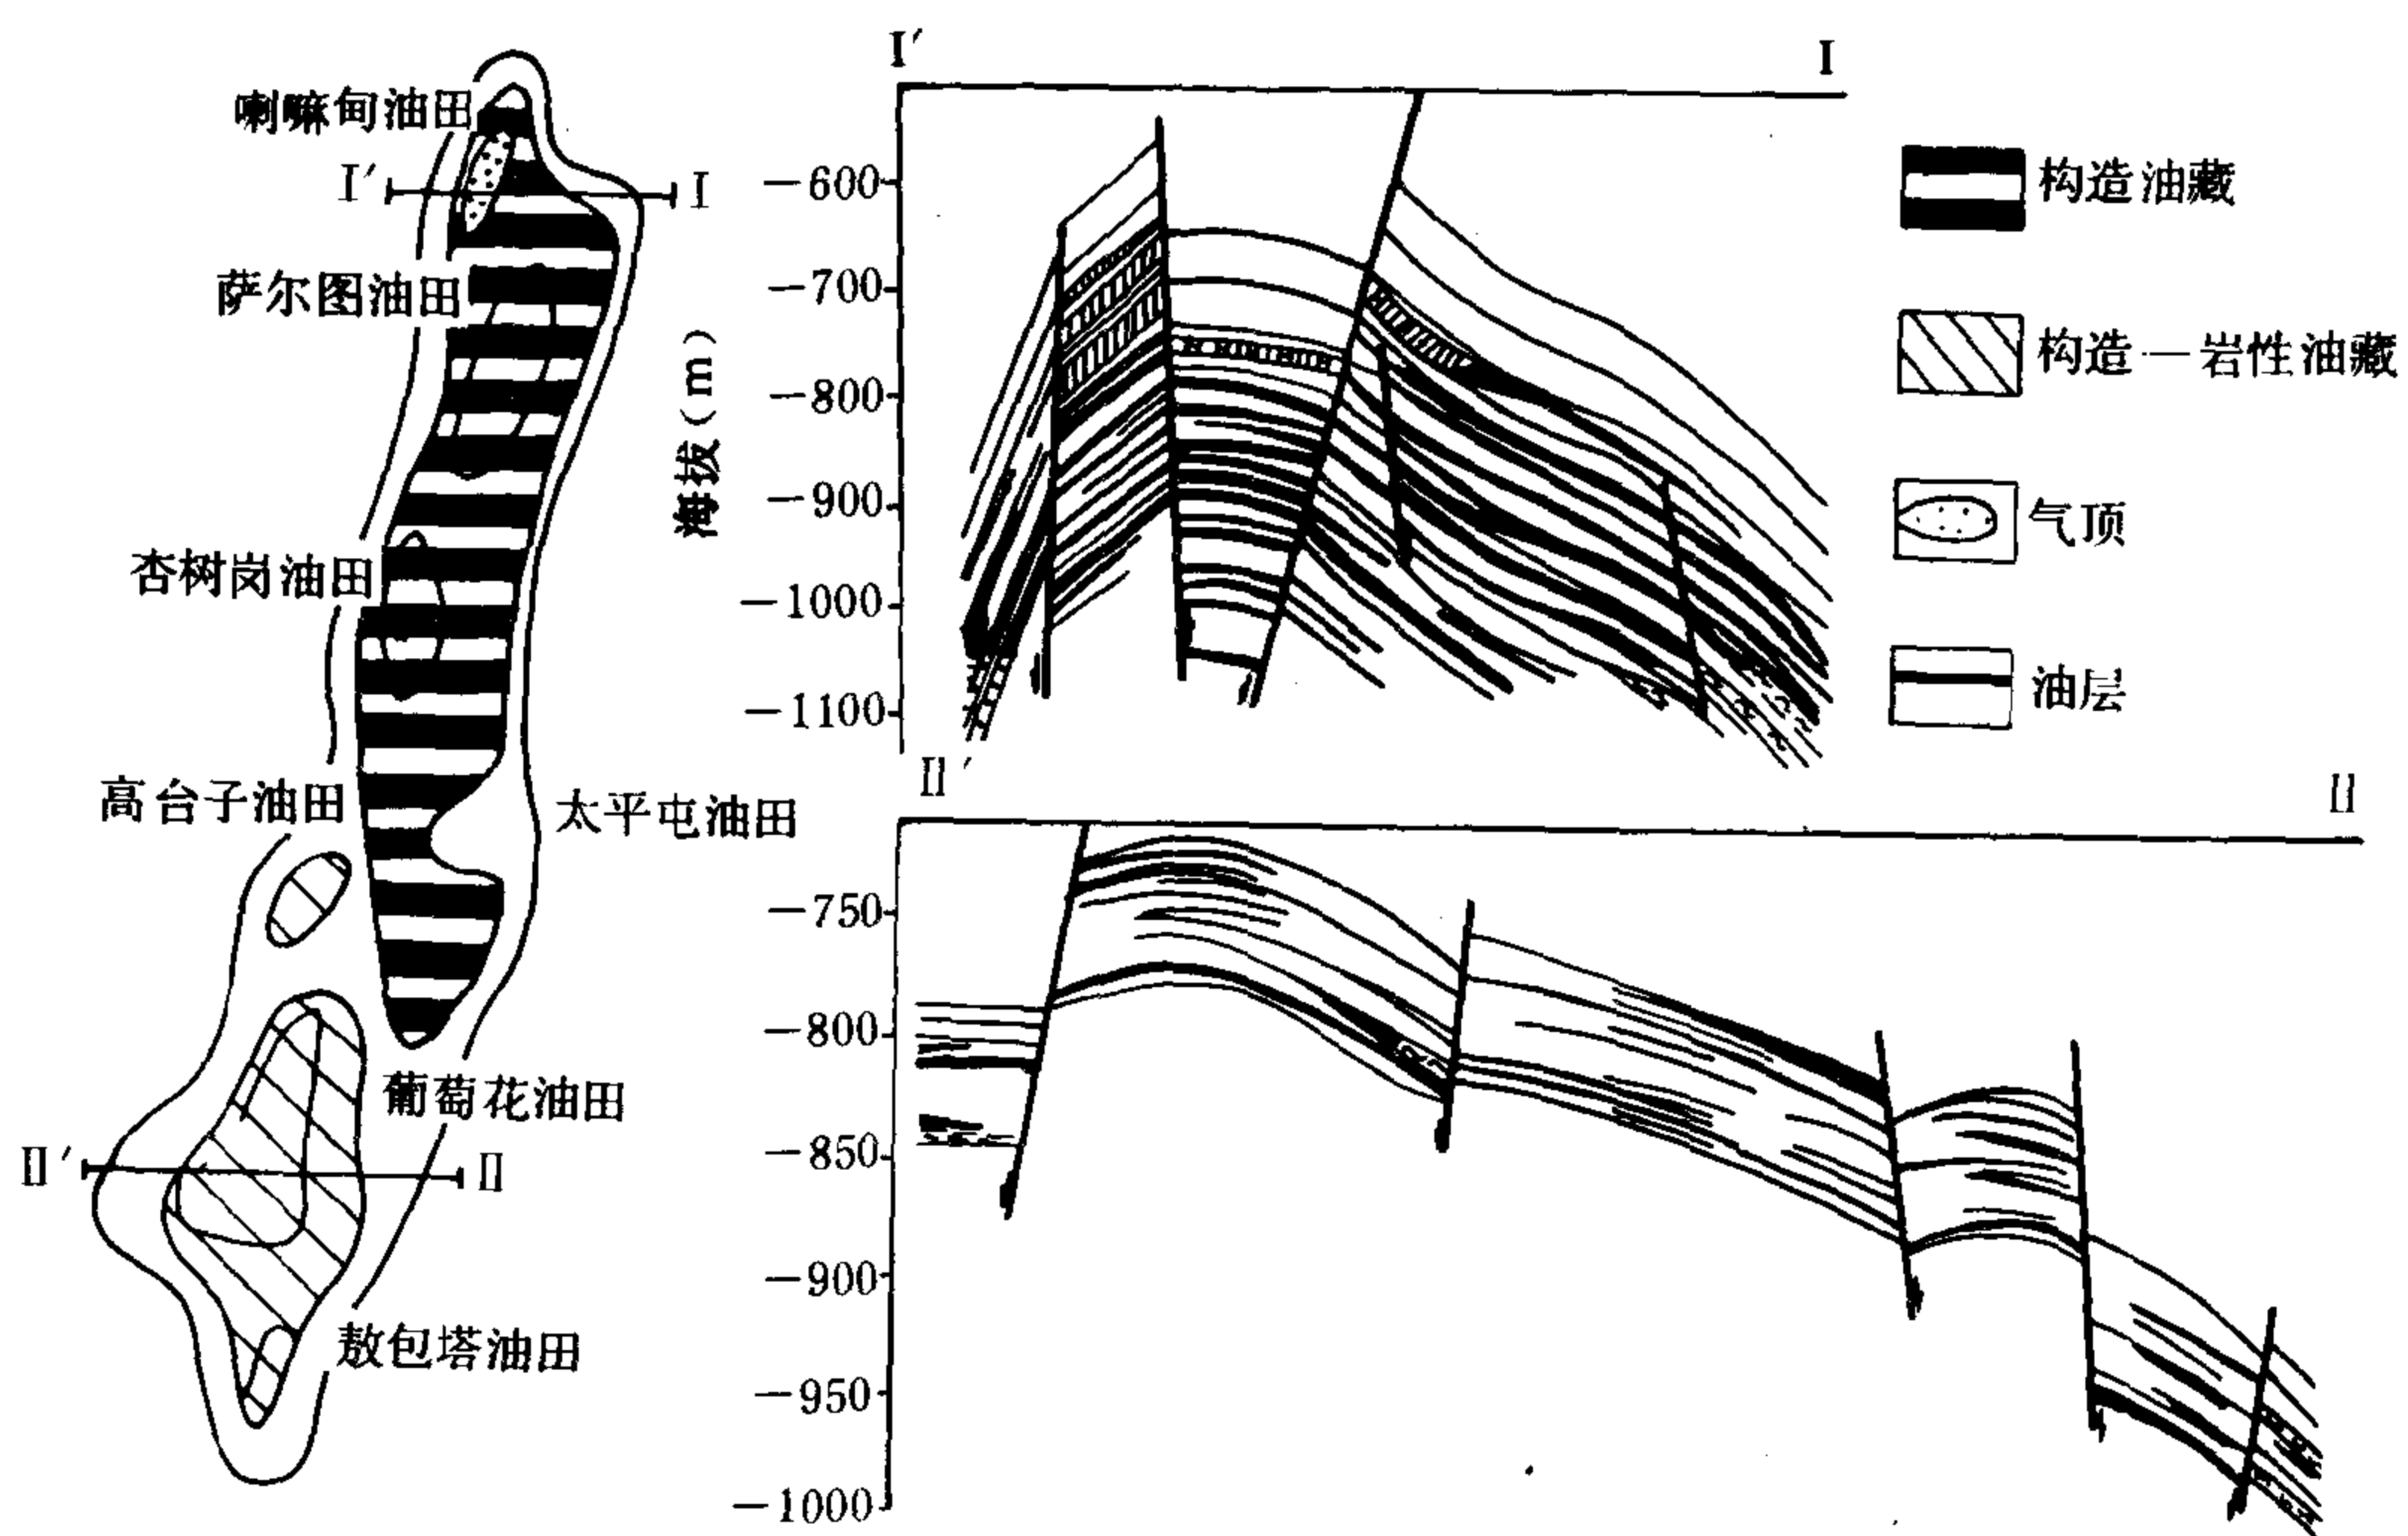 喇嘛甸油田
I′
I
萨尔图油田
杏树岗油田
高台子油田
太平屯油田
葡萄花油田
II′
II
敖包塔油田
I′
I
海拔(m)
-600
-700
-800
-900
-1000
-1100
II′
II
-750
-800
-850
-900
-950
-1000
构造油藏
构造—岩性油藏
气顶
油层